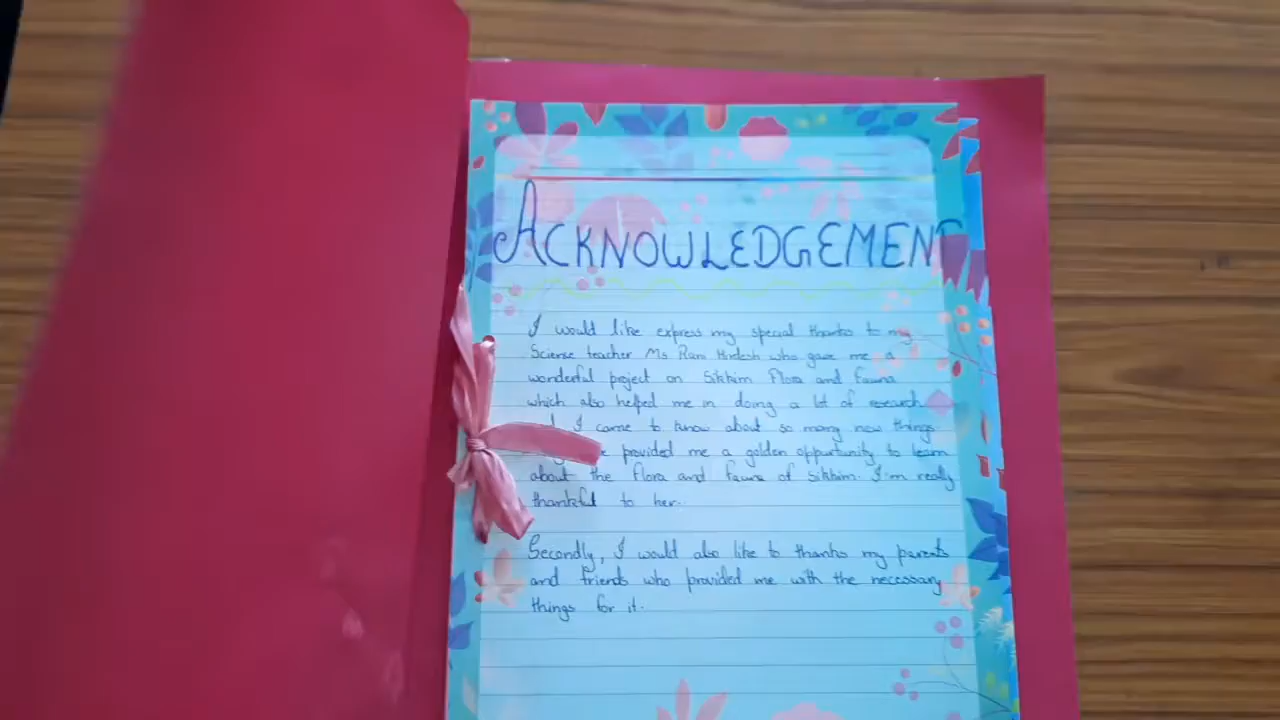 ACKNOWLEDGEMENT
I would like express my special thanks to my
Science teacher Ms Rani who gave me a
wonderful project on Sikkim Flora and Fauna
which also helped me in doing a lot of research
I came to know about so many new things
provided me a golden oppurtunity to learn
about the Flora and Fauna of Sikkim. I'm really
thankful to her.
Secondly, I would also like to thanks my parents
and friends who provided me with the necessary
things for it.